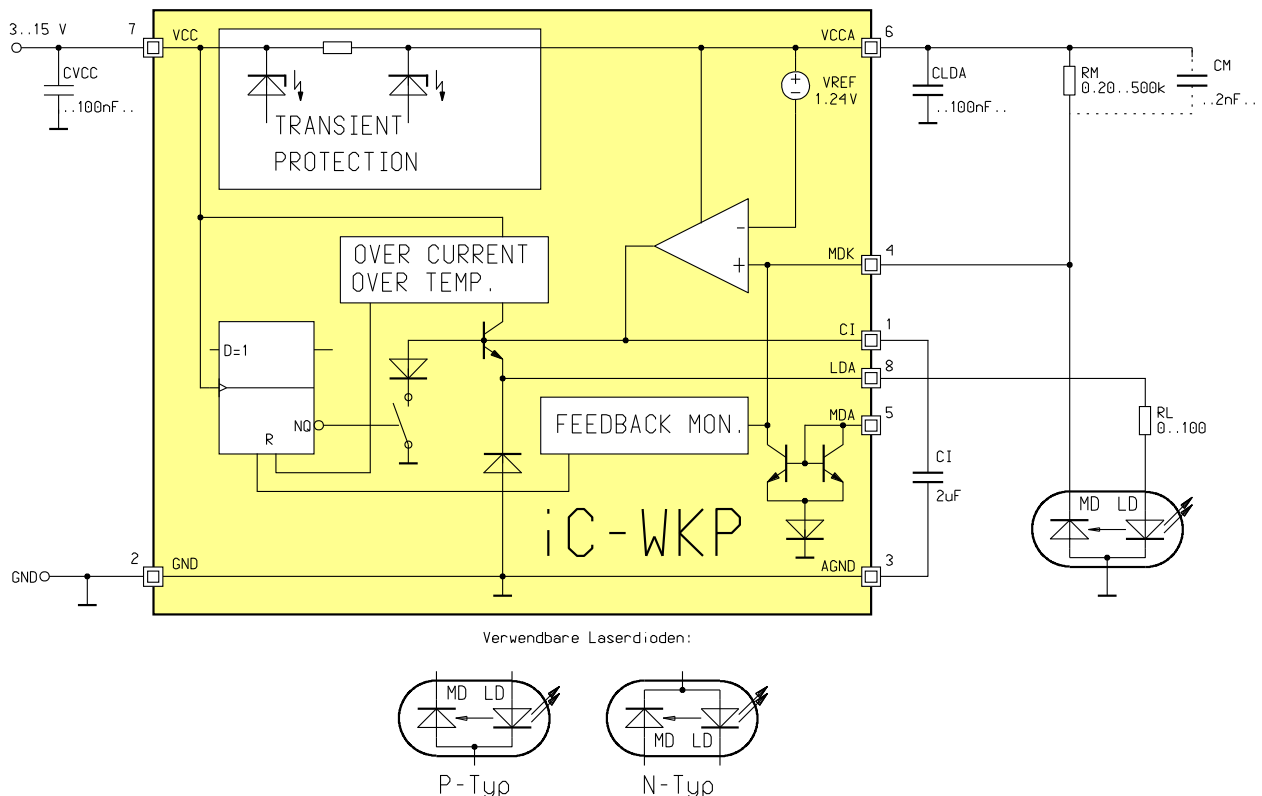 3..15 V
7
VCC
VCCA
6
CVCC
..100nF..
VREF
1.24V
CLDA
..100nF..
RM
0.20..500k
CM
..2nF..
TRANSIENT
PROTECTION
-
+
MDK
4
OVER CURRENT
OVER TEMP.
CI
1
D=1
LDA
8
NQ
R
FEEDBACK MON.
MDA
5
RL
0..100
CI
2uF
MD LD
iC-WKP
GND
2
GND
AGND
3
Verwendbare Laserdioden:
MD LD
MD LD
P-Typ
N-Typ